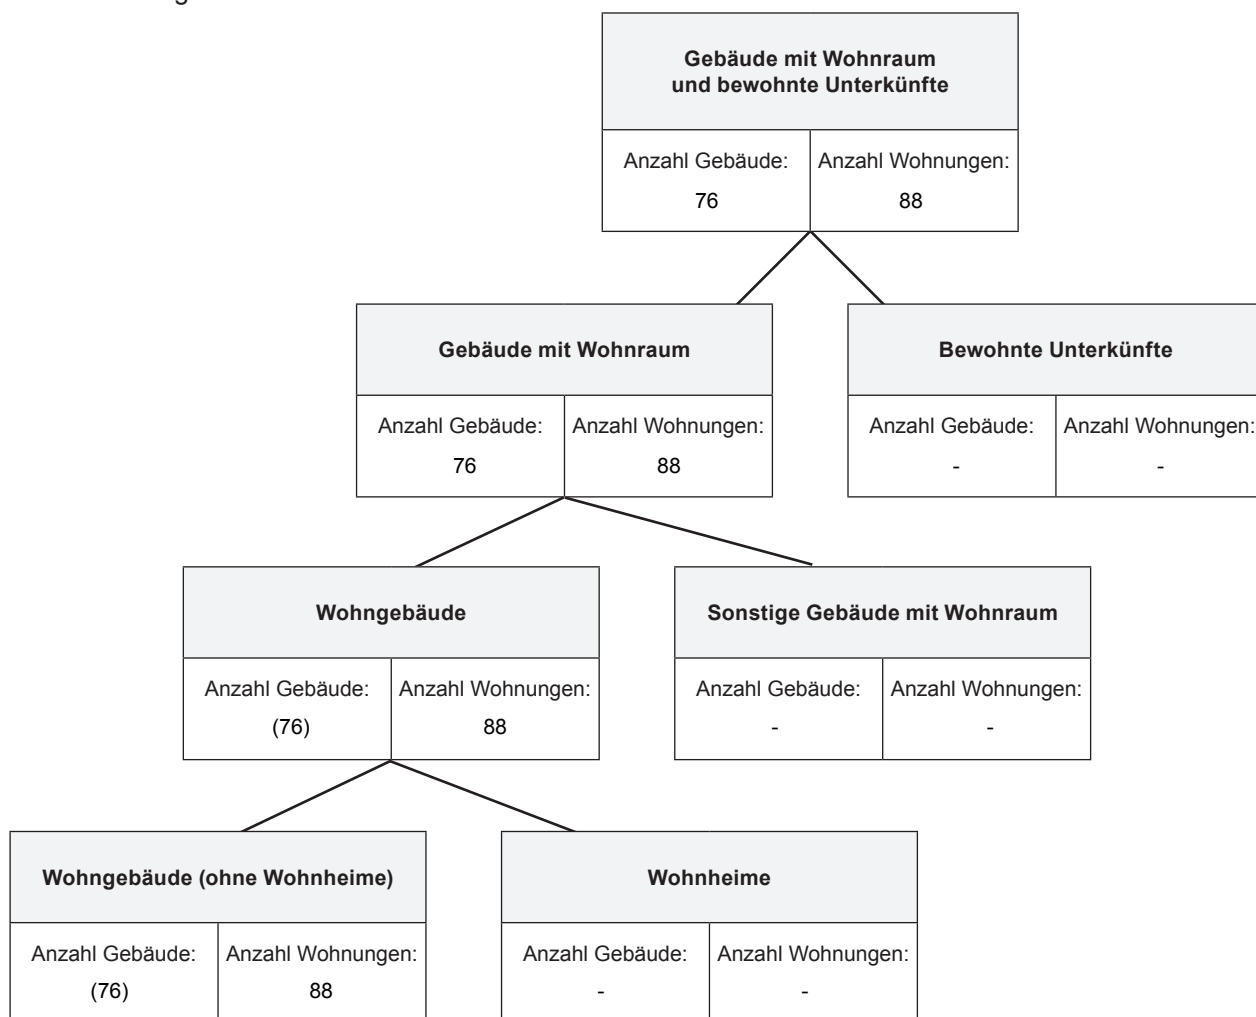 Gebäude mit Wohnraum
und bewohnte Unterkünfte
Anzahl Gebäude: Anzahl Wohnungen:
76 88
Gebäude mit Wohnraum Bewohnte Unterkünfte
Anzahl Gebäude: Anzahl Wohnungen: Anzahl Gebäude: Anzahl Wohnungen:
76 88 - -
Wohngebäude Sonstige Gebäude mit Wohnraum
Anzahl Gebäude: Anzahl Wohnungen: Anzahl Gebäude: Anzahl Wohnungen:
(76) 88 - -
Wohngebäude (ohne Wohnheime) Wohnheime
Anzahl Gebäude: Anzahl Wohnungen: Anzahl Gebäude: Anzahl Wohnungen:
(76) 88 - -